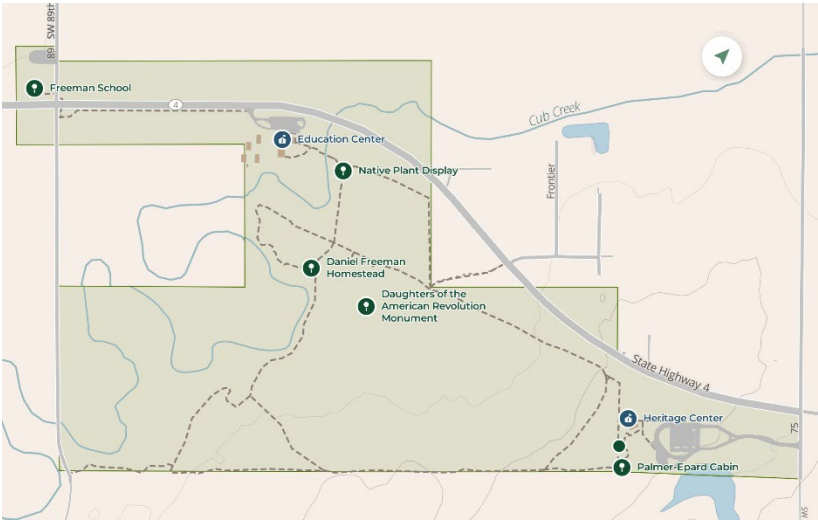 89
SW 89th
Freeman School
4
Education Center
Cub Creek
Native Plant Display
Frontier
Daniel Freeman
Homestead
Daughters of the
American Revolution
Monument
State Highway 4
Heritage Center
75
Palmer-Epard Cabin
SW